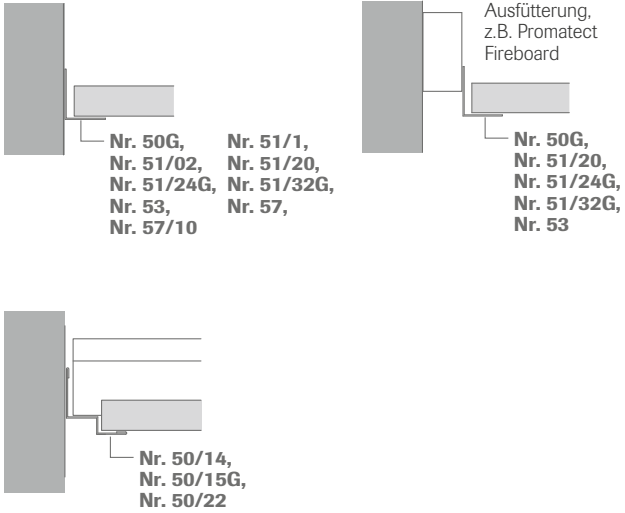 Nr. 50G, Nr. 51/1,
Nr. 51/02, Nr. 51/20,
Nr. 51/24G, Nr. 51/32G,
Nr. 53, Nr. 57,
Nr. 57/10
Ausfütterung,
z.B. Promatect
Fireboard
Nr. 50G,
Nr. 51/20,
Nr. 51/24G,
Nr. 51/32G,
Nr. 53
Nr. 50/14,
Nr. 50/15G,
Nr. 50/22